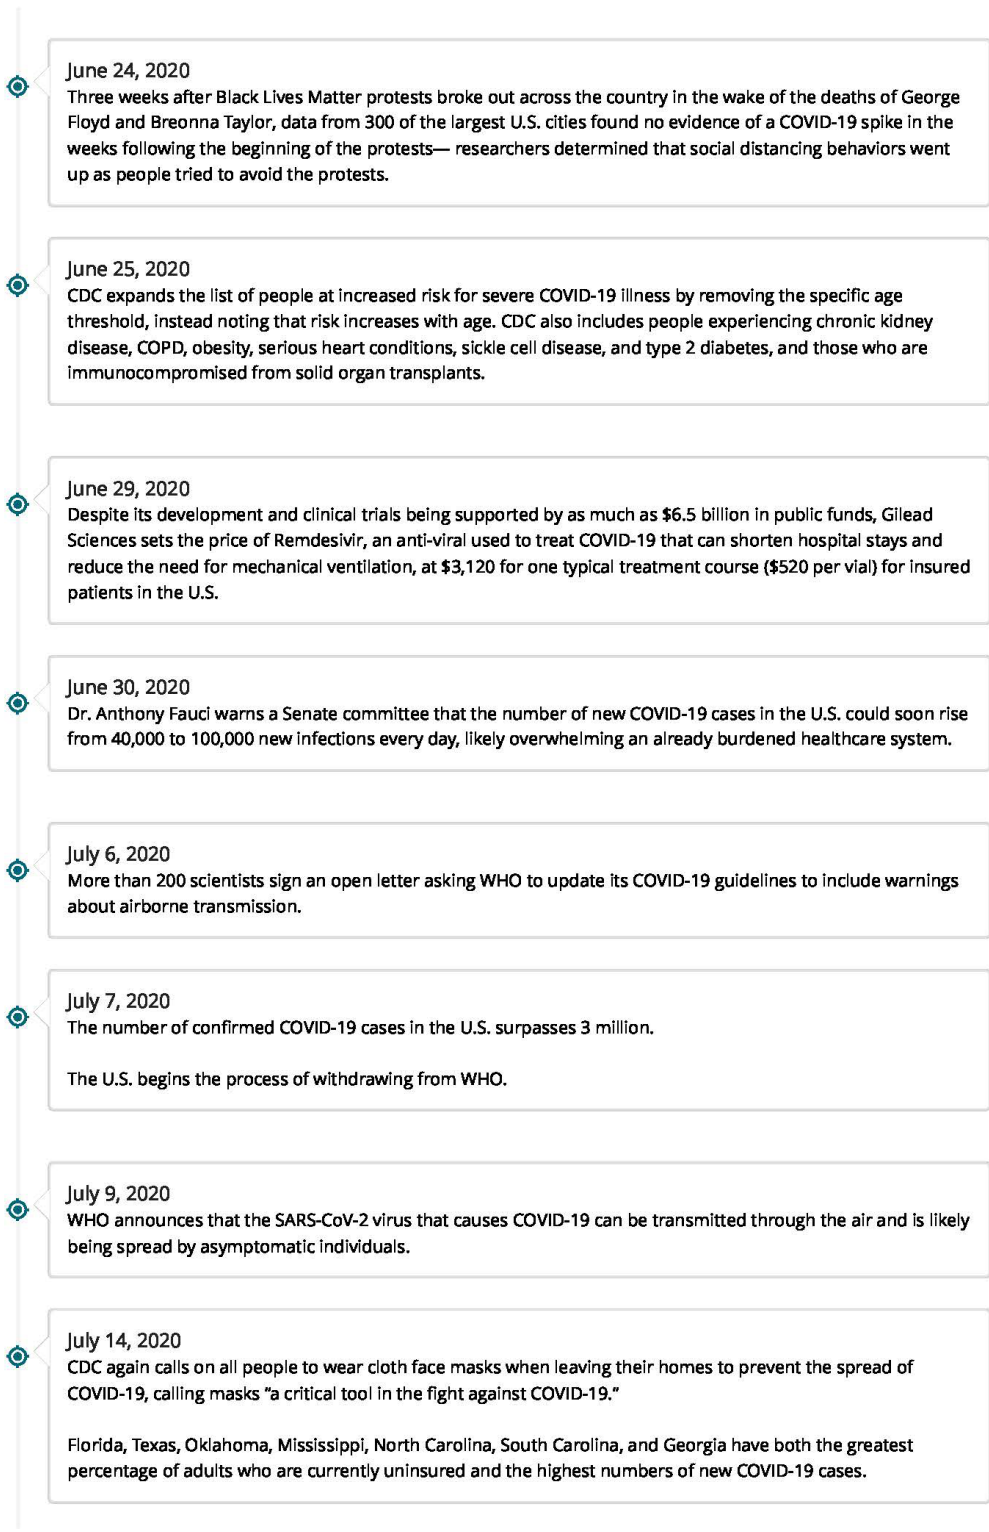 June 24, 2020
Three weeks after Black Lives Matter protests broke out across the country in the wake of the deaths of George
Floyd and Breonna Taylor, data from 300 of the largest U.S. cities found no evidence of a COVID-19 spike in the
weeks following the beginning of the protests— researchers determined that social distancing behaviors went
up as people tried to avoid the protests.
June 25, 2020
CDC expands the list of people at increased risk for severe COVID-19 illness by removing the specific age
threshold, instead noting that risk increases with age. CDC also includes people experiencing chronic kidney
disease, COPD, obesity, serious heart conditions, sickle cell disease, and type 2 diabetes, and those who are
immunocompromised from solid organ transplants.
June 29, 2020
Despite its development and clinical trials being supported by as much as $6.5 billion in public funds, Gilead
Sciences sets the price of Remdesivir, an anti-viral used to treat COVID-19 that can shorten hospital stays and
reduce the need for mechanical ventilation, at $3,120 for one typical treatment course ($520 per vial) for insured
patients in the U.S.
June 30, 2020
Dr. Anthony Fauci warns a Senate committee that the number of new COVID-19 cases in the U.S. could soon rise
from 40,000 to 100,000 new infections every day, likely overwhelming an already burdened healthcare system.
July 6, 2020
More than 200 scientists sign an open letter asking WHO to update its COVID-19 guidelines to include warnings
about airborne transmission.
July 7, 2020
The number of confirmed COVID-19 cases in the U.S. surpasses 3 million.
The U.S. begins the process of withdrawing from WHO.
July 9, 2020
WHO announces that the SARS-CoV-2 virus that causes COVID-19 can be transmitted through the air and is likely
being spread by asymptomatic individuals.
July 14, 2020
CDC again calls on all people to wear cloth face masks when leaving their homes to prevent the spread of
COVID-19, calling masks “a critical tool in the fight against COVID-19.”
Florida, Texas, Oklahoma, Mississippi, North Carolina, South Carolina, and Georgia have both the greatest
percentage of adults who are currently uninsured and the highest numbers of new COVID-19 cases.